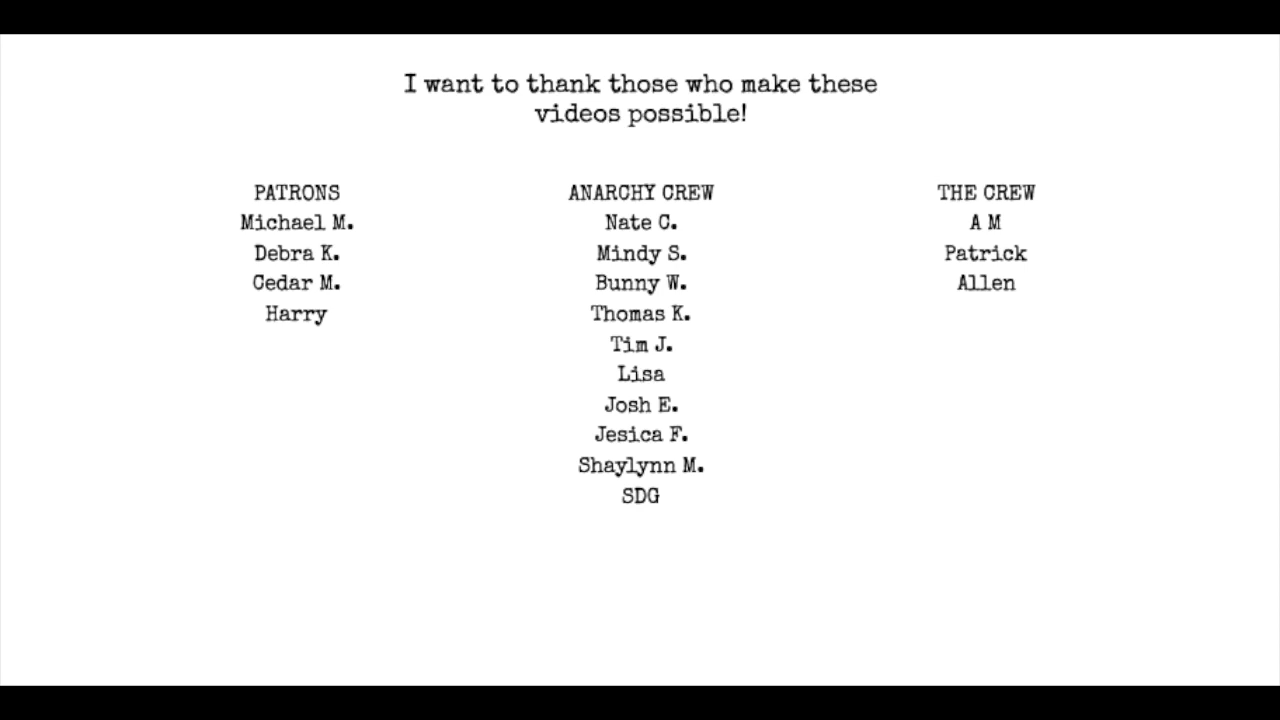 I want to thank those who make these
videos possible!
PATRONS
Michael M.
Debra K.
Cedar M.
Harry
ANARCHY CREW
Nate C.
Mindy S.
Bunny W.
Thomas K.
Tim J.
Lisa
Josh E.
Jesica F.
Shaylynn M.
SDG
THE CREW
A M
Patrick
Allen